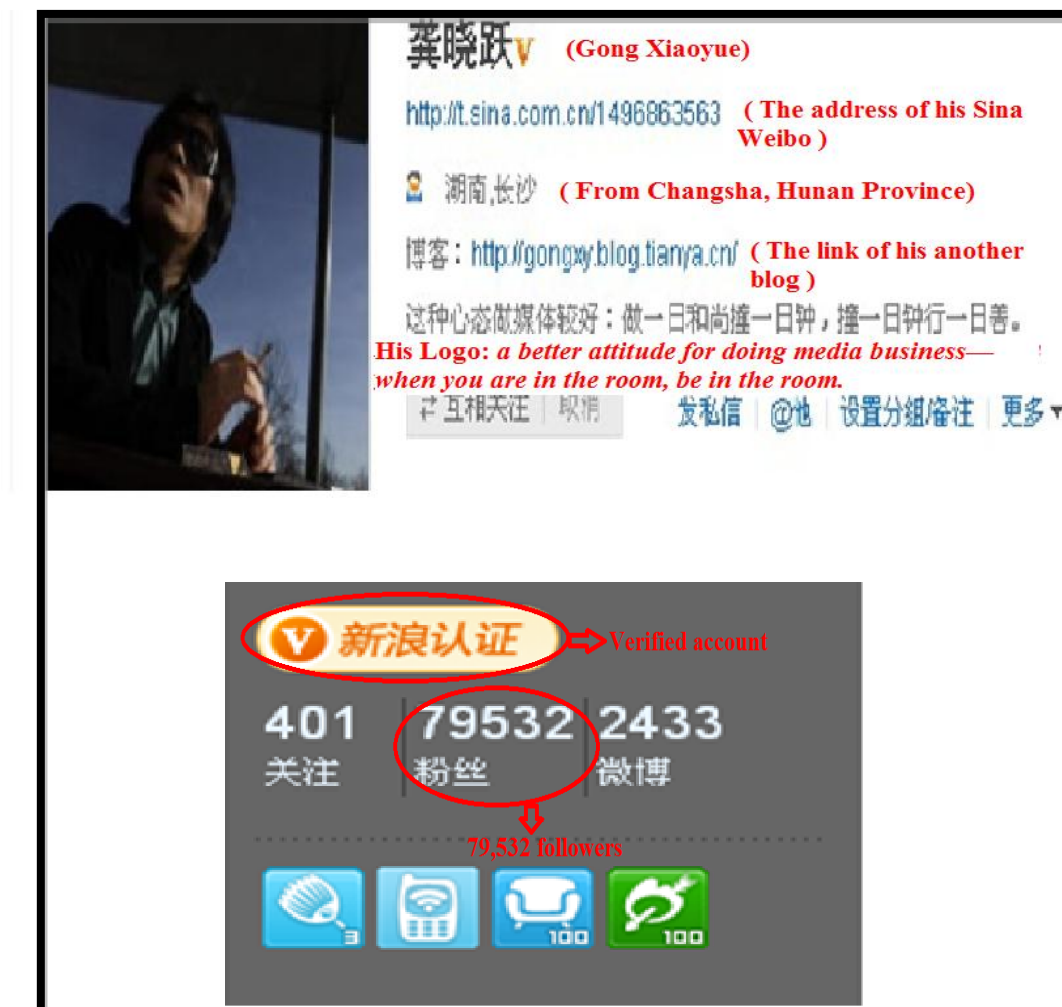 龚晓跃V (Gong Xiaoyue)
http://t.sina.com.cn/1496863563 ( The address of his Sina
Weibo )
湖南,长沙 ( From Changsha, Hunan Province)
博客：http://gongxy.blog.tianya.cn/ ( The link of his another
blog )
这种心态做媒体较好：做一日和尚撞一日钟，撞一日钟行一日善。
His Logo: a better attitude for doing media business—
when you are in the room, be in the room.
互相关注 | 取消 发私信 | @他 | 设置分组/备注 | 更多
V 新浪认证 Verified account
401 79532 2433
关注 粉丝 微博
79,532 followers
3 100 100